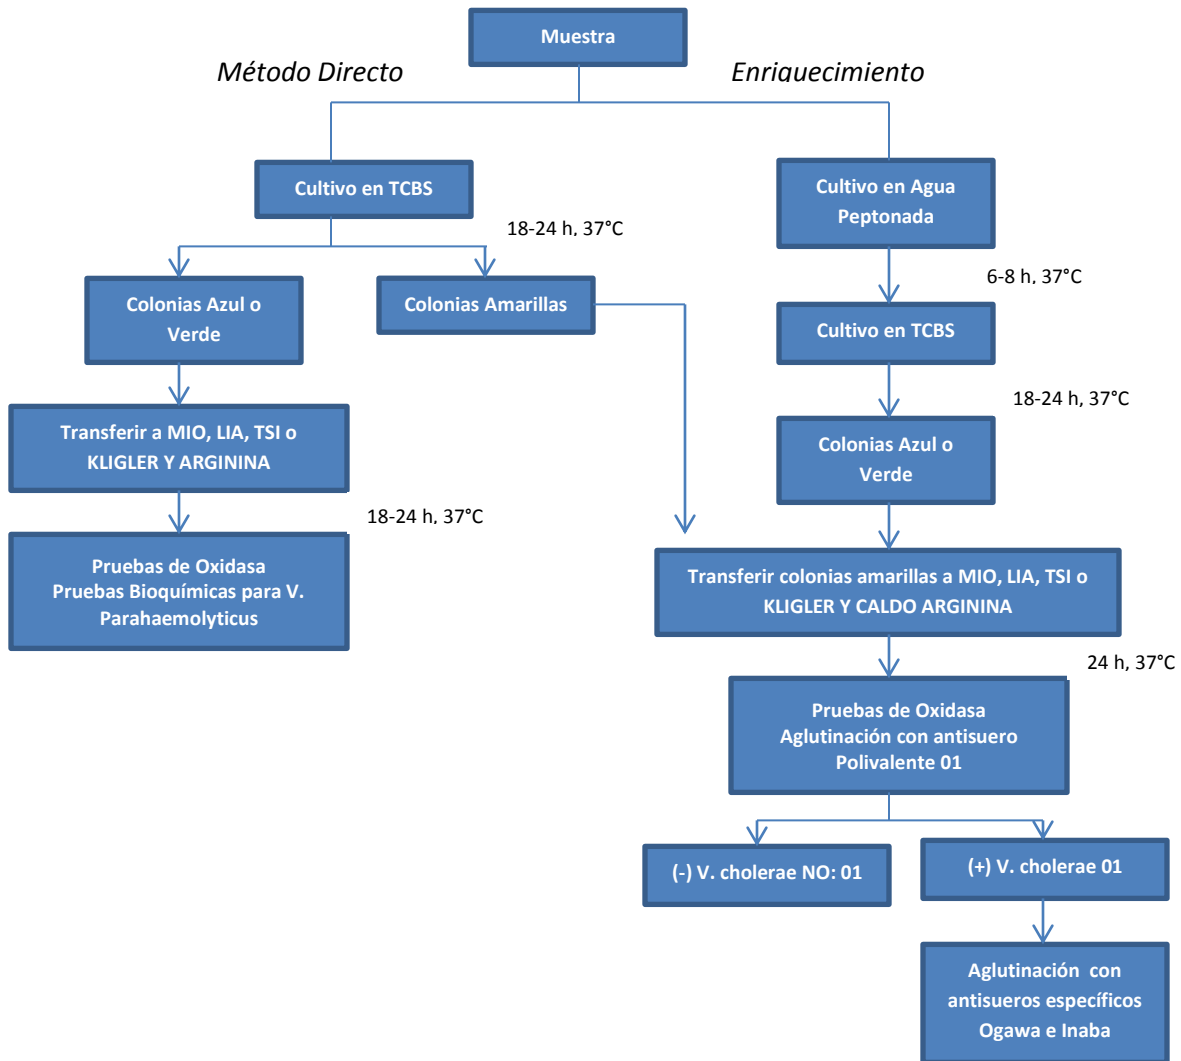 Muestra
Método Directo
Enriquecimiento
Cultivo en TCBS
Cultivo en Agua
Peptonada
18-24 h, 37°C
6-8 h, 37°C
Colonias Azul o
Verde
Colonias Amarillas
Cultivo en TCBS
18-24 h, 37°C
Transferir a MIO, LIA, TSI o
KLIGLER Y ARGININA
Colonias Azul o
Verde
18-24 h, 37°C
Pruebas de Oxidasa
Pruebas Bioquímicas para V.
Parahaemolyticus
Transferir colonias amarillas a MIO, LIA, TSI o
KLIGLER Y CALDO ARGININA
24 h, 37°C
Pruebas de Oxidasa
Aglutinación con antisuero
Polivalente 01
(-) V. cholerae NO: 01
(+) V. cholerae 01
Aglutinación con
antisueros específicos
Ogawa e Inaba